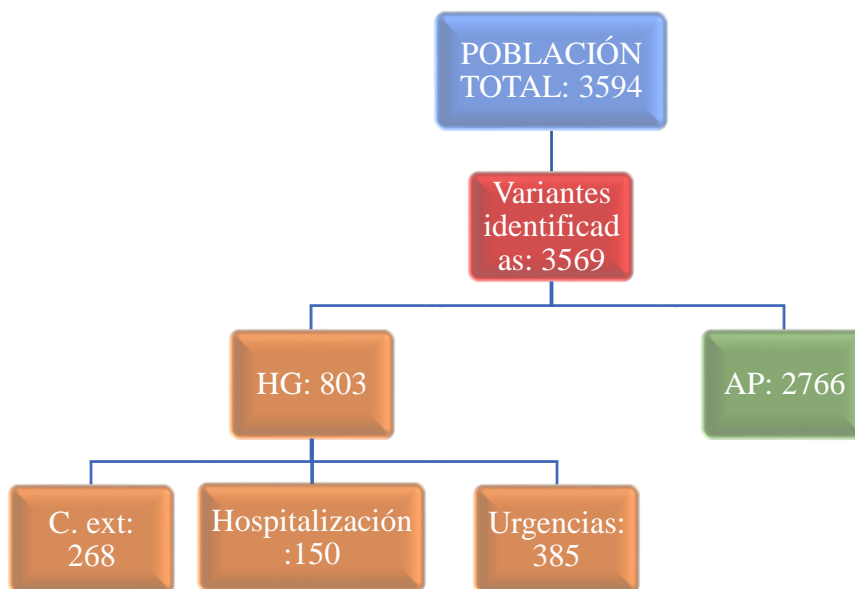 POBLACIÓN
TOTAL: 3594
Variantes
identificad
as: 3569
HG: 803
AP: 2766
C. ext:
268
Hospitalización
:150
Urgencias:
385